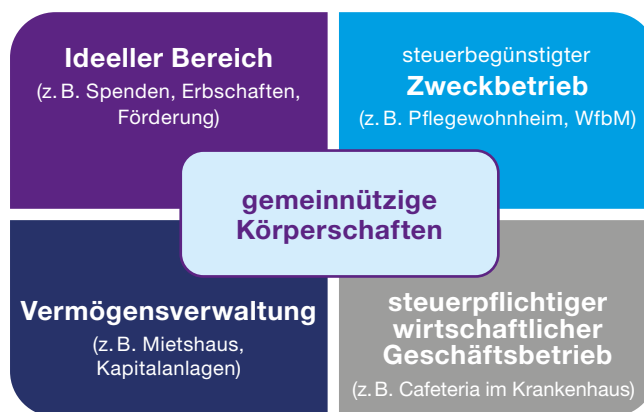 Ideeller Bereich
(z. B. Spenden, Erbschaften,
Förderung)
steuerbegünstigter
Zweckbetrieb
(z. B. Pflegewohnheim, WfbM)
gemeinnützige
Körperschaften
Vermögensverwaltung
(z. B. Mietshaus,
Kapitalanlagen)
steuerpflichtiger
wirtschaftlicher
Geschäftsbetrieb
(z. B. Cafeteria im Krankenhaus)